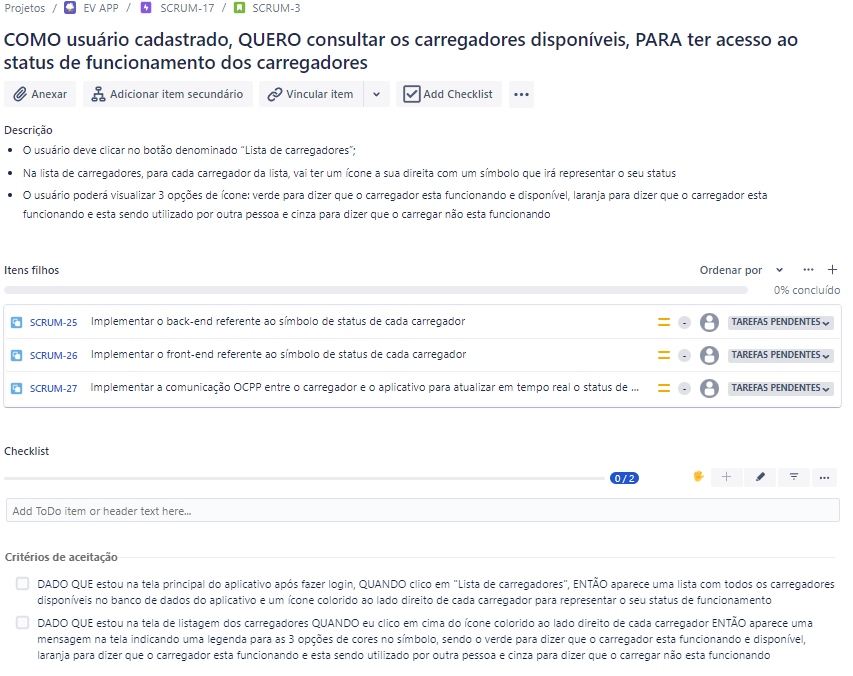 Projetos / EV APP / SCRUM-17 / SCRUM-3
COMO usuário cadastrado, QUERO consultar os carregadores disponíveis, PARA ter acesso ao
status de funcionamento dos carregadores
Anexar Adicionar item secundário Vincular item Add Checklist
Descrição
O usuário deve clicar no botão denominado “Lista de carregadores”;
Na lista de carregadores, para cada carregador da lista, vai ter um ícone a sua direita com um símbolo que irá representar o seu status
O usuário poderá visualizar 3 opções de ícone: verde para dizer que o carregador esta funcionando e disponível, laranja para dizer que o carregador esta
funcionando e esta sendo utilizado por outra pessoa e cinza para dizer que o carregar não esta funcionando
Itens filhos Ordenar por
0% concluído
SCRUM-25 Implementar o back-end referente ao símbolo de status de cada carregador - TAREFAS PENDENTES
SCRUM-26 Implementar o front-end referente ao símbolo de status de cada carregador - TAREFAS PENDENTES
SCRUM-27 Implementar a comunicação OCPP entre o carregador e o aplicativo para atualizar em tempo real o status de ... - TAREFAS PENDENTES
Checklist
0 / 2
Add ToDo item or header text here...
Critérios de aceitação
DADO QUE estou na tela principal do aplicativo após fazer login, QUANDO clico em “Lista de carregadores”, ENTÃO aparece uma lista com todos os carregadores
disponíveis no banco de dados do aplicativo e um ícone colorido ao lado direito de cada carregador para representar o seu status de funcionamento
DADO QUE estou na tela de listagem dos carregadores QUANDO eu clico em cima do ícone colorido ao lado direito de cada carregador ENTÃO aparece uma
mensagem na tela indicando uma legenda para as 3 opções de cores no símbolo, sendo o verde para dizer que o carregador esta funcionando e disponível,
laranja para dizer que o carregador esta funcionando e esta sendo utilizado por outra pessoa e cinza para dizer que o carregar não esta funcionando